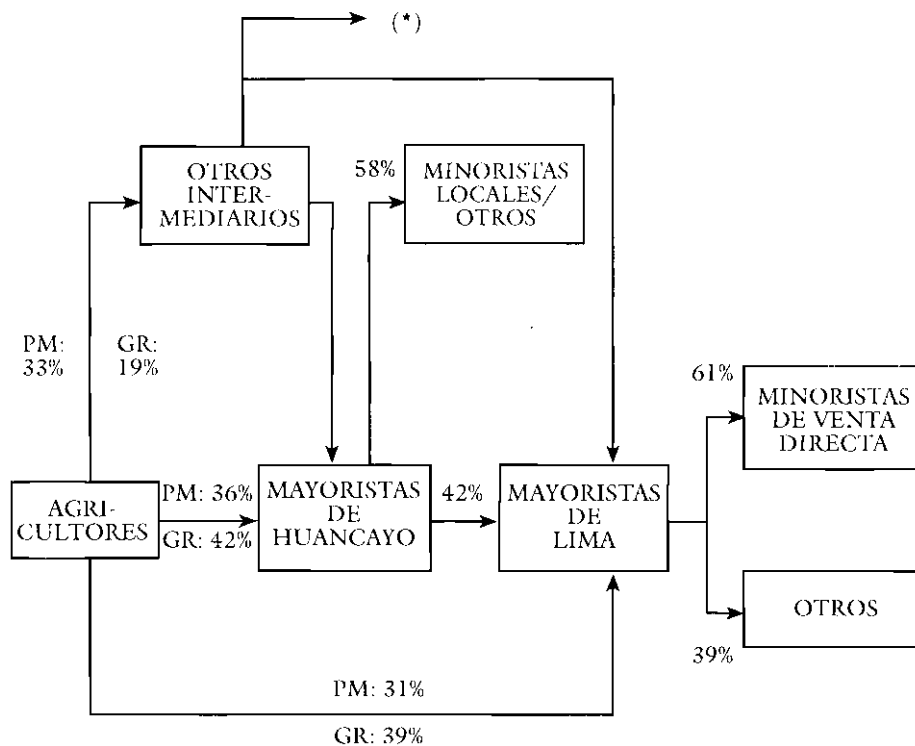 (*)
OTROS
INTER-
MEDIARIOS
58%
MINORISTAS
LOCALES/
OTROS
PM:
33%
GR:
19%
61%
MINORISTAS
DE VENTA
DIRECTA
AGRI-
CULTORES
PM: 36%
GR: 42%
MAYORISTAS
DE
HUANCAYO
42%
MAYORISTAS
DE
LIMA
OTROS
39%
PM: 31%
GR: 39%